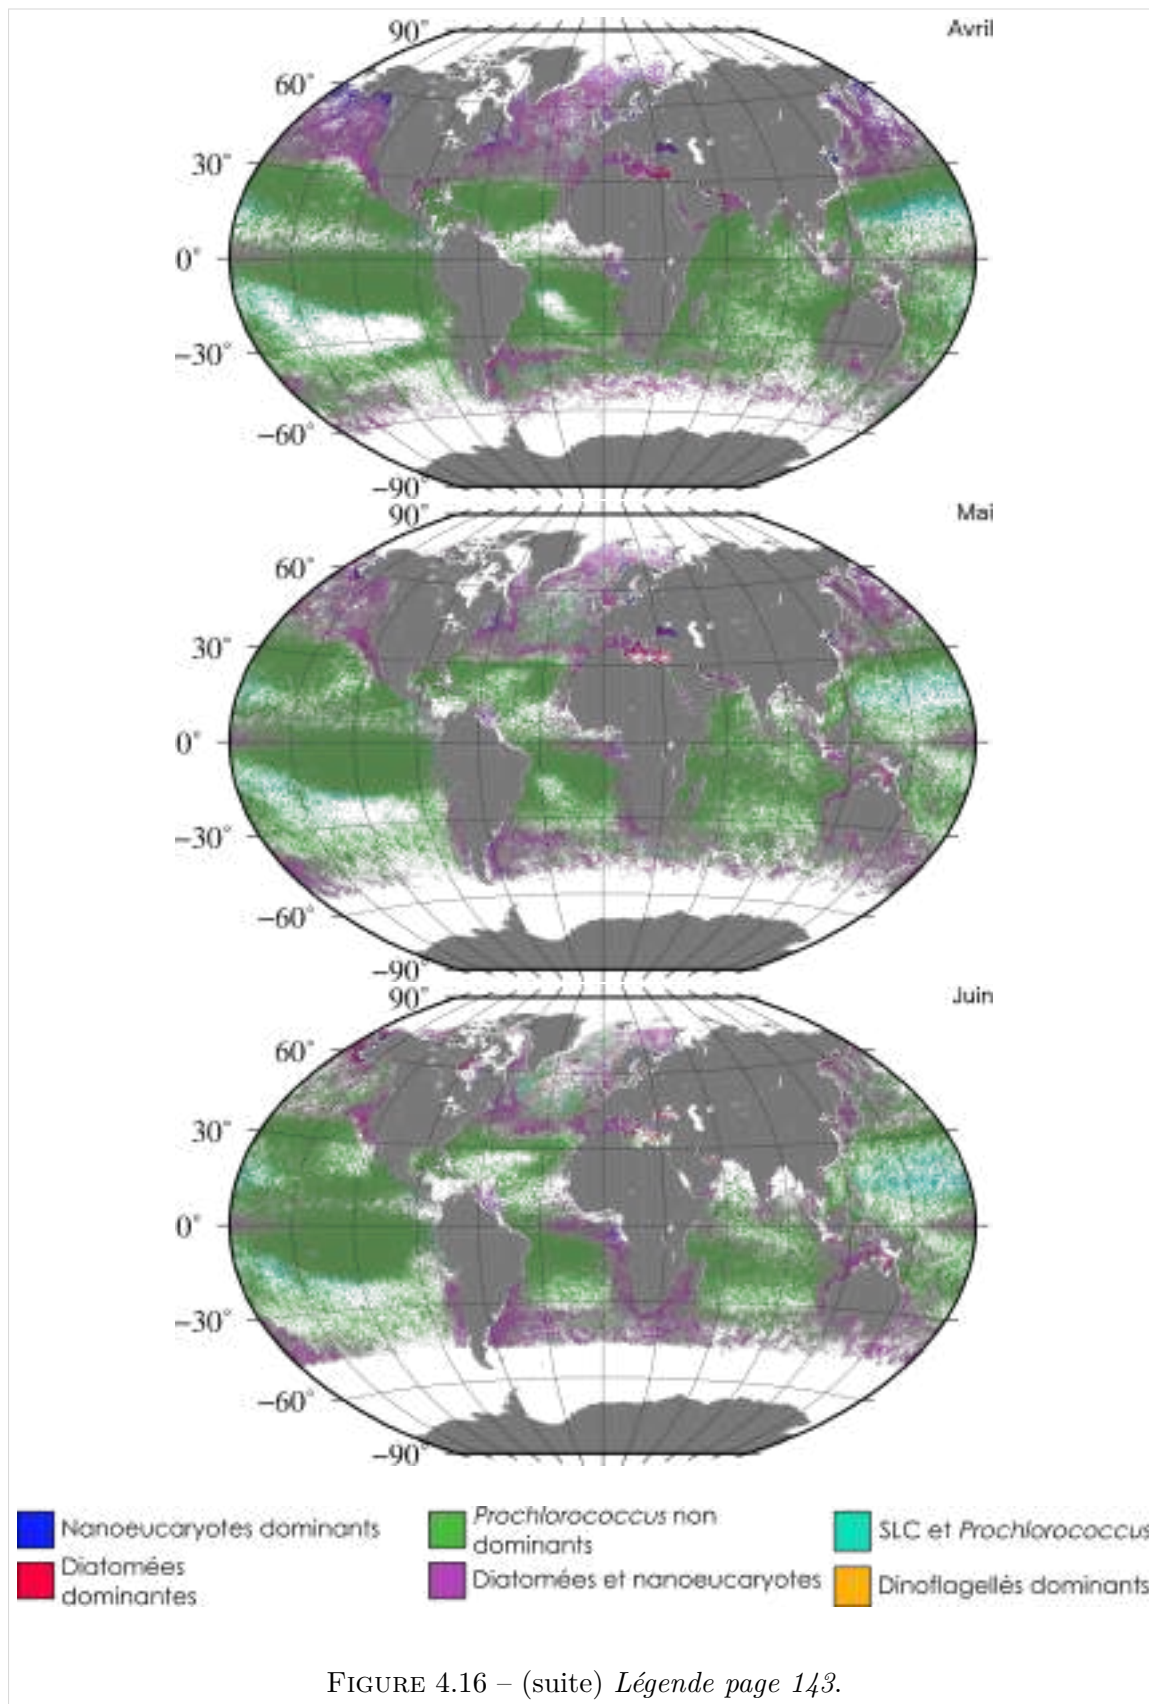 Avril
90°
60°
30°
0°
−30°
−60°
−90°
Mai
90°
60°
30°
0°
−30°
−60°
−90°
Juin
90°
60°
30°
0°
−30°
−60°
−90°
Nanoeucaryotes dominants
Diatomées
dominantes
Prochlorococcus non
dominants
Diatomées et nanoeucaryotes
SLC et Prochlorococcus
Dinoflagellés dominants
FIGURE 4.16 – (suite) Légende page 143.